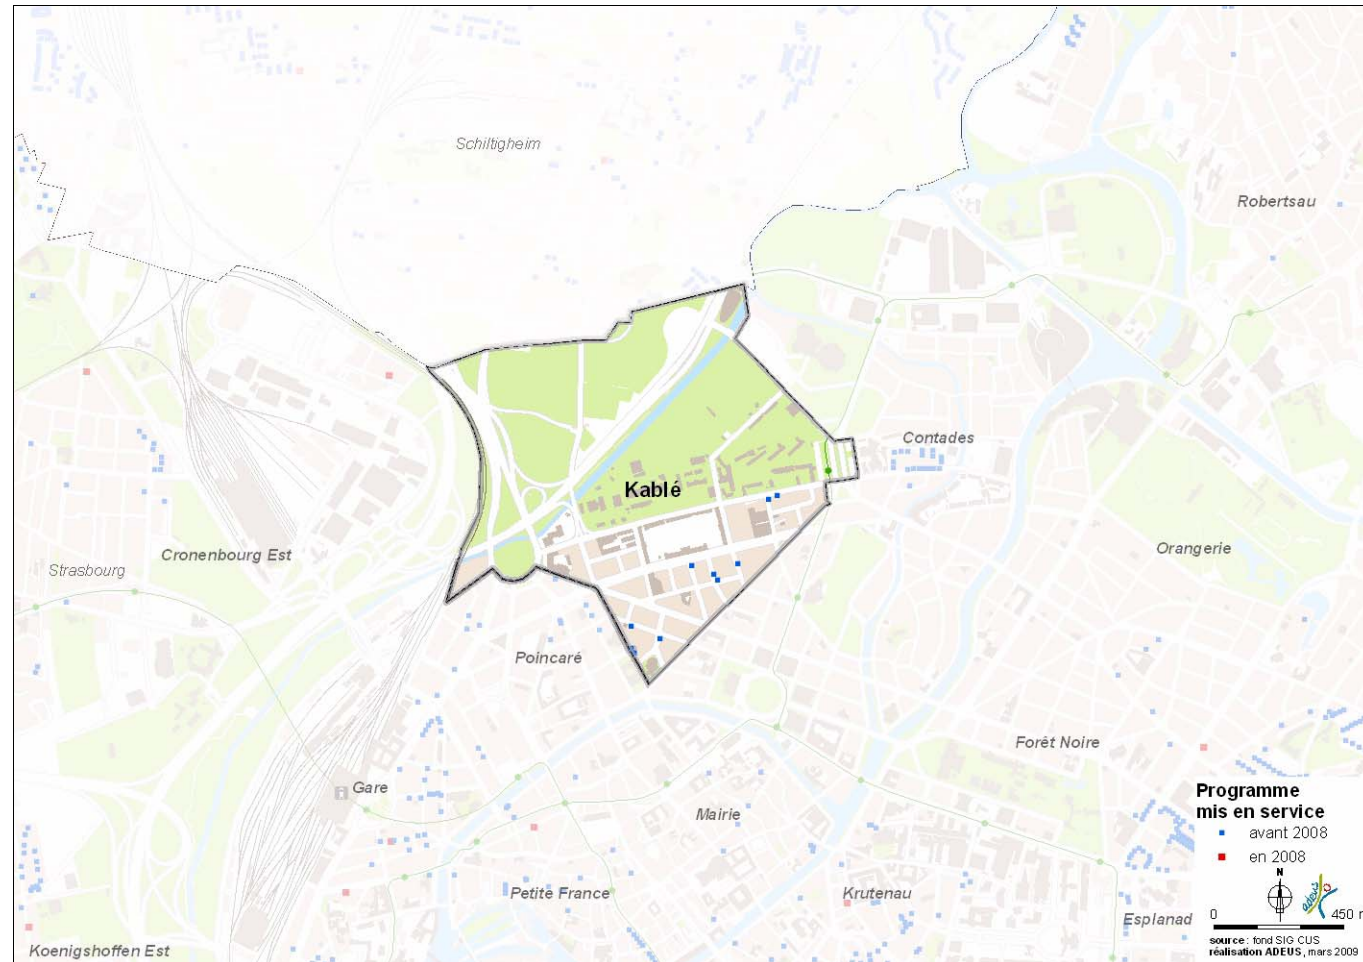 Schiltigheim
Robertsau
Contades
Kablé
Cronenbourg Est
Strasbourg
Orangerie
Poincaré
Forêt Noire
Gare
Mairie
Petite France
Krutenau
Esplanad
Koenigshoffen Est
Programme
mis en service
avant 2008
en 2008
N
adeus
0 450 m
source : fond SIG CUS
réalisation ADEUS, mars 2009